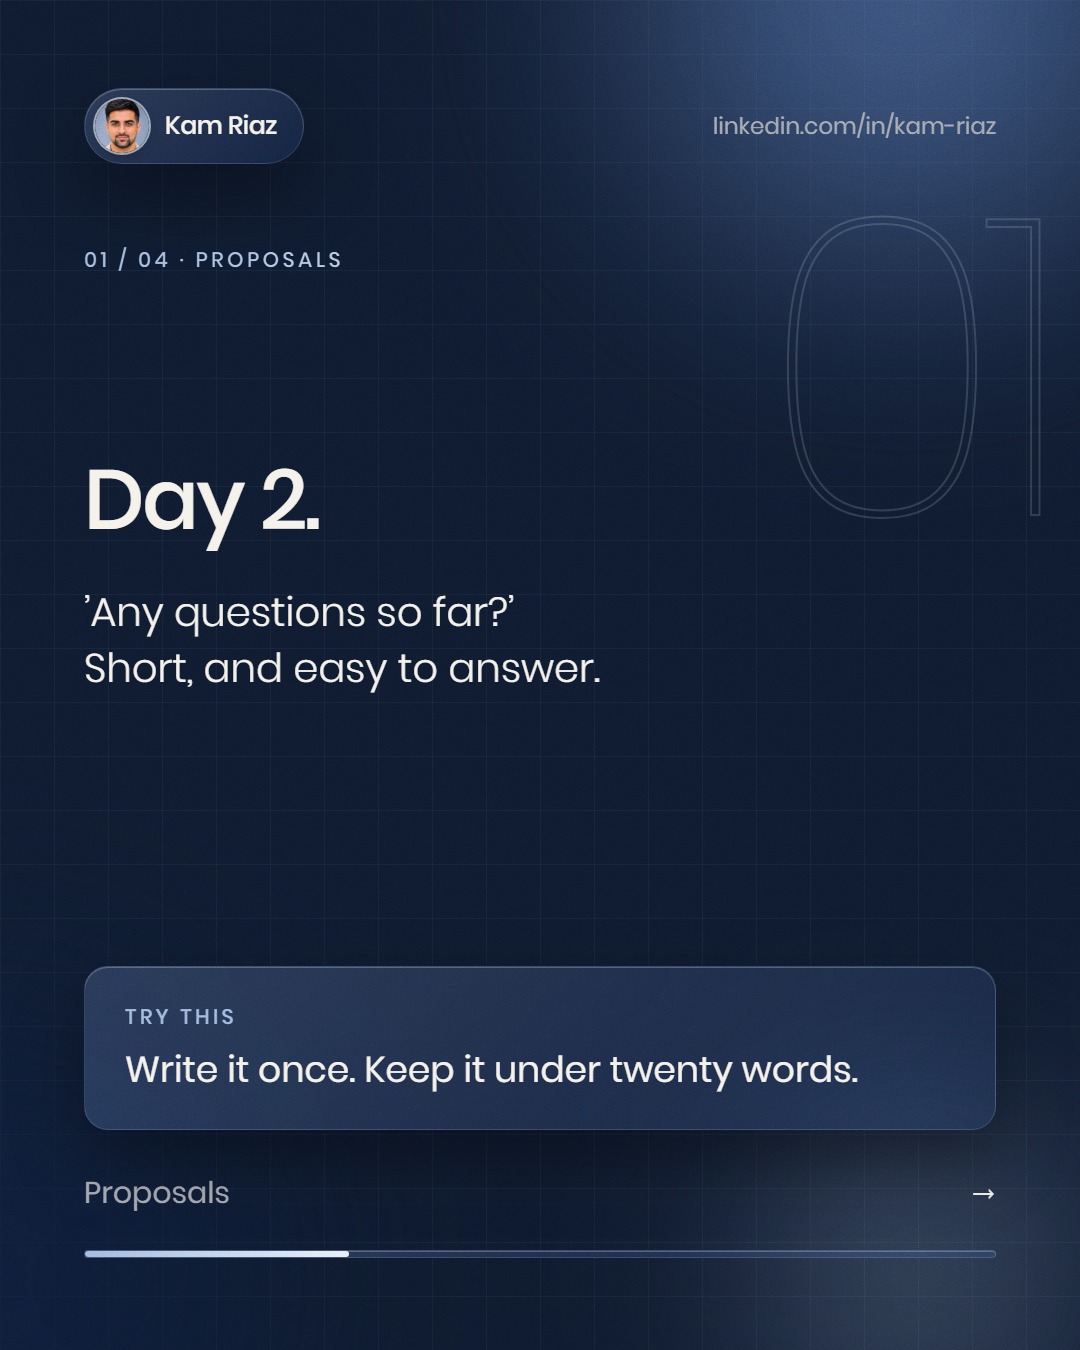 Kam Riaz
linkedin.com/in/kam-riaz
01 / 04 · PROPOSALS
01
Day 2.
’Any questions so far?’
Short, and easy to answer.
TRY THIS
Write it once. Keep it under twenty words.
Proposals →